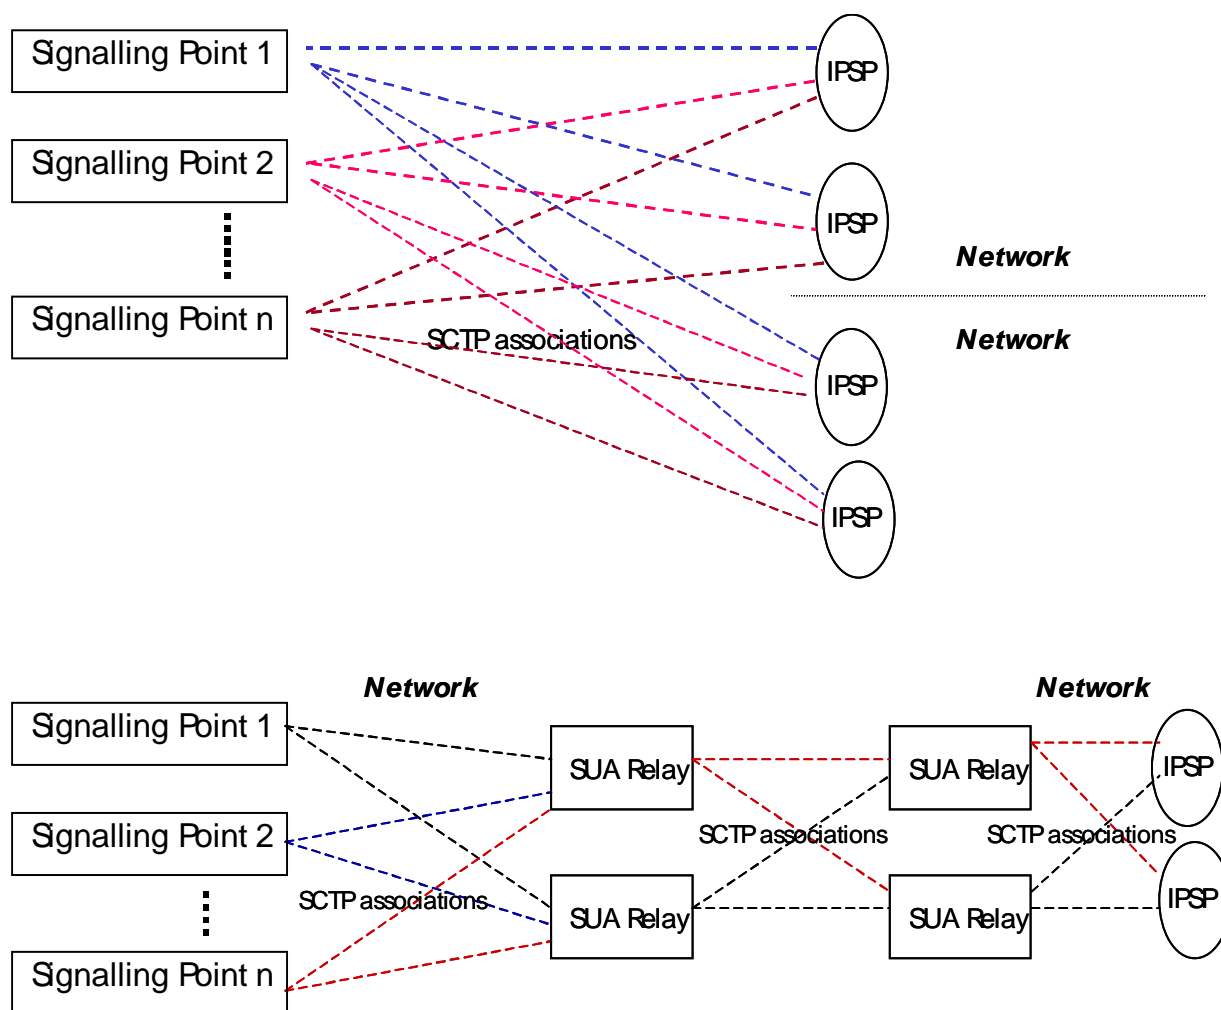 Signalling Point 1
IPSP
Signalling Point 2
IPSP
Network
Signalling Point n
SCTP associations
Network
IPSP
IPSP
Network
Network
Signalling Point 1
SUA Relay
SUA Relay
IPSP
Signalling Point 2
SCTP associations
SCTP associations
SCTP associations
IPSP
SUA Relay
SUA Relay
Signalling Point n